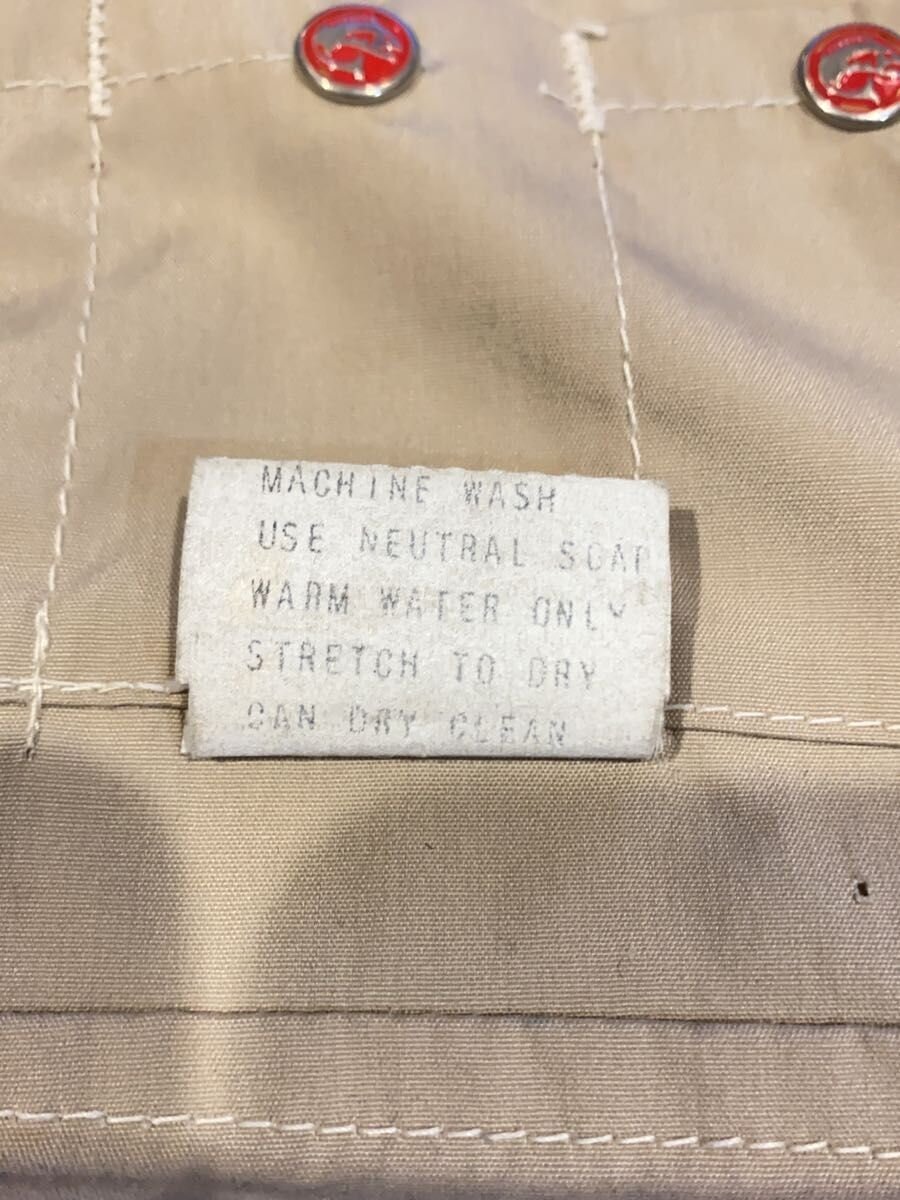 MACHINE WASH
USE NEUTRAL SOAP
WARM WATER ONLY
STRETCH TO DRY
CAN DRY CLEAN